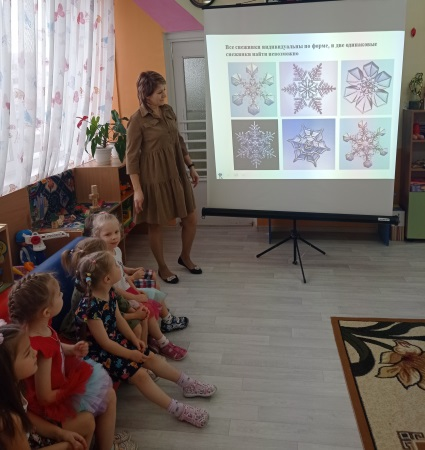 Все снежинки индивидуальны по форме, и две одинаковые
снежинки найти невозможно